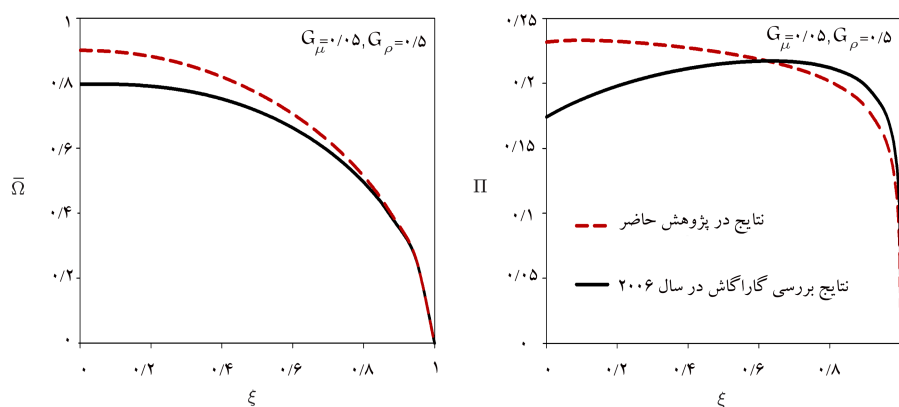 G_μ=۰/۰۵, G_ρ=۰/۵
۱
۰/۸
۰/۶
۰/۴
۰/۲
۰
Ω̄
۰ ۰/۲ ۰/۴ ۰/۶ ۰/۸ ۱
ξ
G_μ=۰/۰۵, G_ρ=۰/۵
۰/۲۵
۰/۲
۰/۱۵
۰/۱
۰/۰۵
۰
Π
نتایج در پژوهش حاضر
نتایج بررسی گاراگاش در سال ۲۰۰۶
۰ ۰/۲ ۰/۴ ۰/۶ ۰/۸
ξ